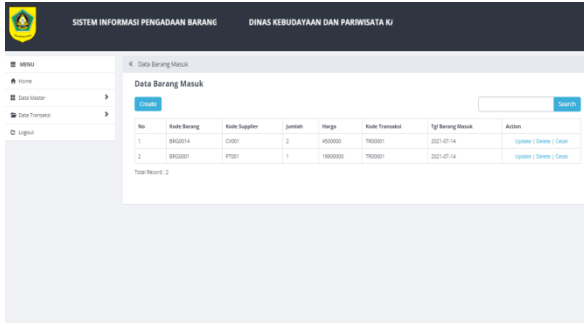 SISTEM INFORMASI PENGADAAN BARANG DINAS KEBUDAYAAN DAN PARIWISATA K/
MENU
Home
Data Master
Data Transaksi
Logout
Data Barang Masuk
Data Barang Masuk
Create Search
No Kode Barang Kode Supplier Jumlah Harga Kode Transaksi Tgl Barang Masuk Action
1 BRG0014 CV001 2 4500000 TR00001 2021-07-14 Update | Delete | Cetak
2 BRG0001 PT001 1 19900000 TR00001 2021-07-14 Update | Delete | Cetak
Total Record : 2